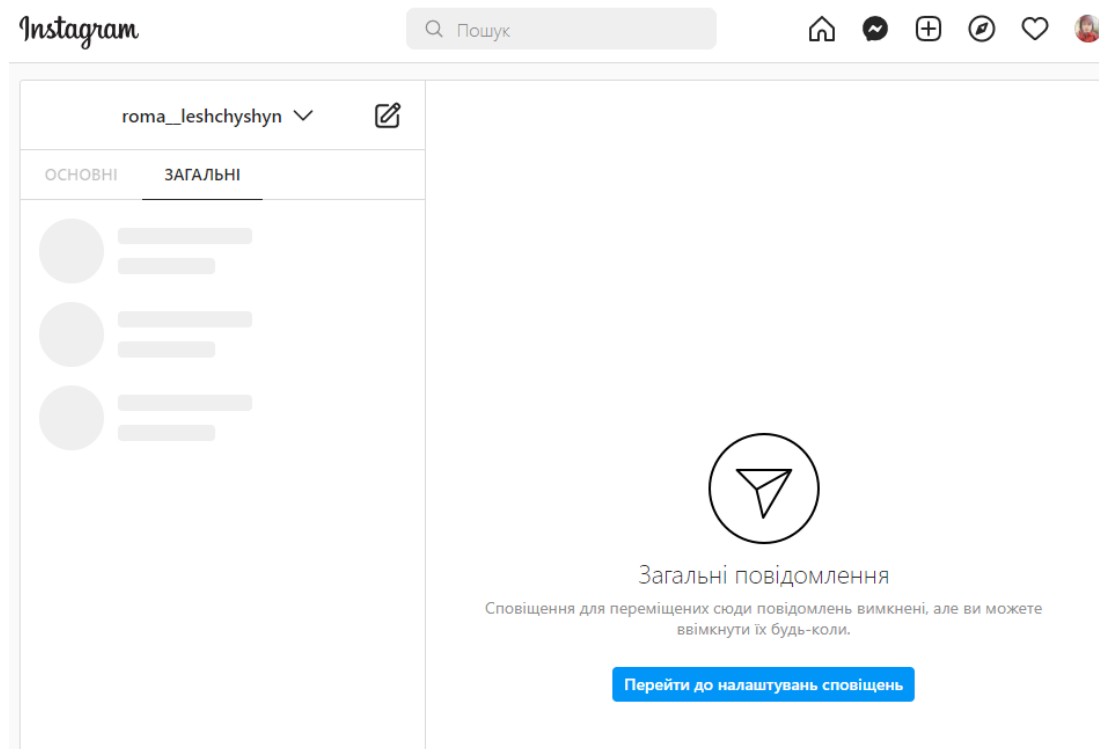 Instagram
Пошук
roma__leshchyshyn
ОСНОВНІ
ЗАГАЛЬНІ
Загальні повідомлення
Сповіщення для переміщених сюди повідомлень вимкнені, але ви можете
ввімкнути їх будь-коли.
Перейти до налаштувань сповіщень